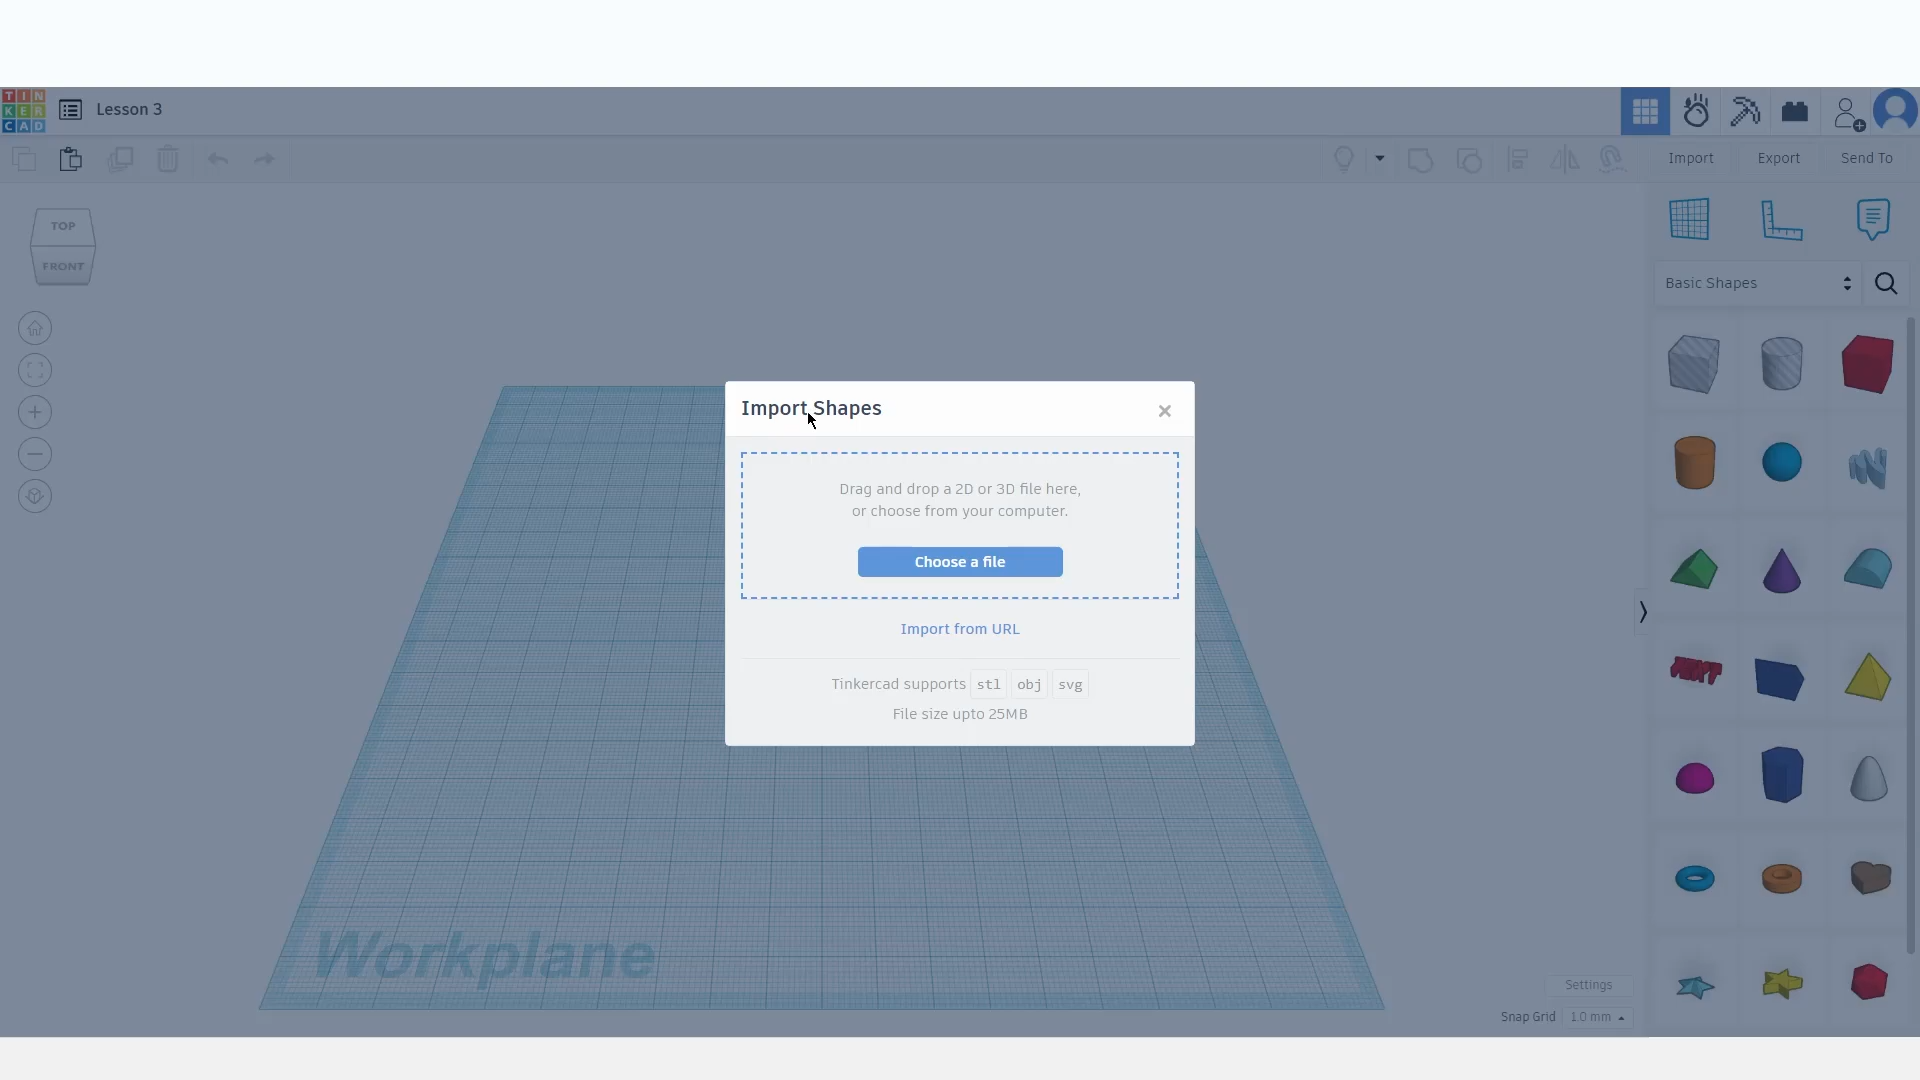 TIN
KER
CAD
Lesson 3
Import
Export
Send To
TOP
FRONT
Basic Shapes
Import Shapes
Drag and drop a 2D or 3D file here,
or choose from your computer.
Choose a file
Import from URL
Tinkercad supports stl obj svg
File size upto 25MB
Workplane
Settings
Snap Grid 1.0 mm